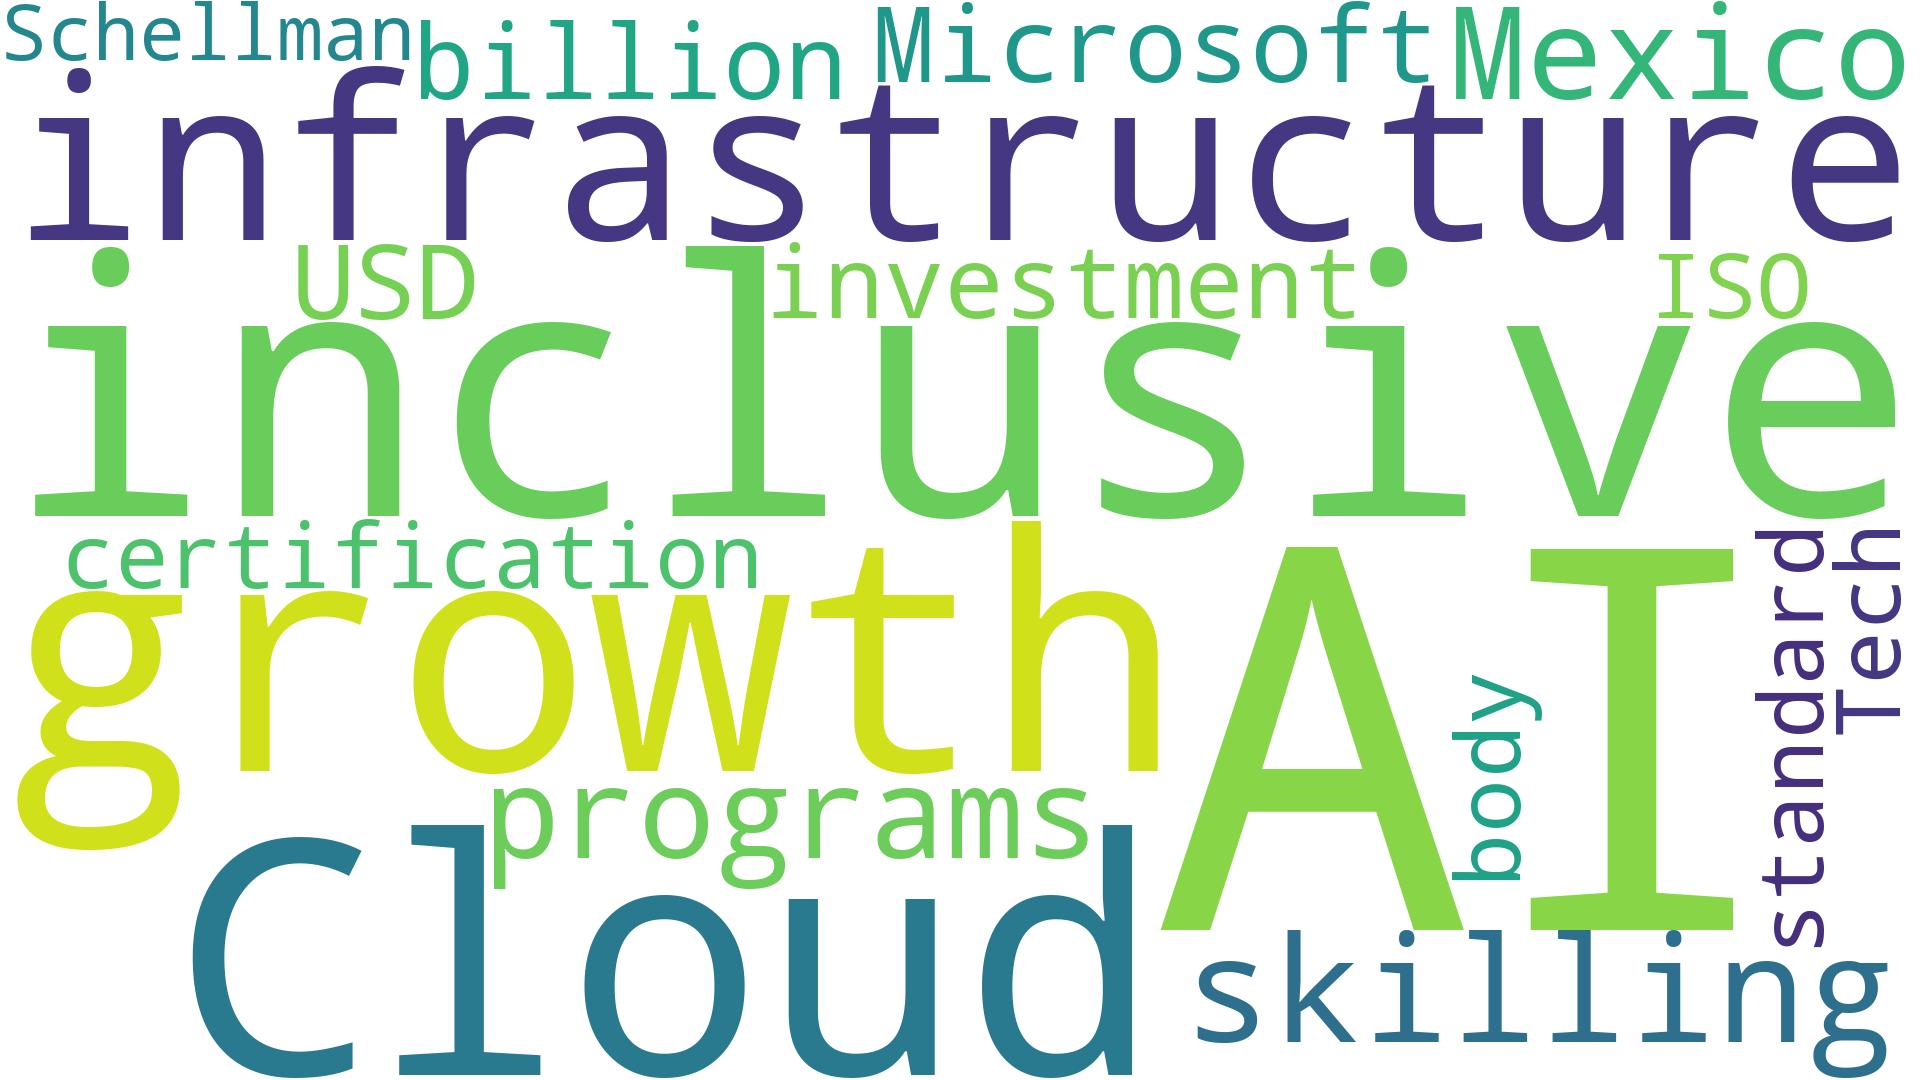 Schellman
billion
Microsoft
Mexico
infrastructure
USD
investment
ISO
inclusive
certification
growth
AI
standard
Tech
body
programs
Cloud
skilling